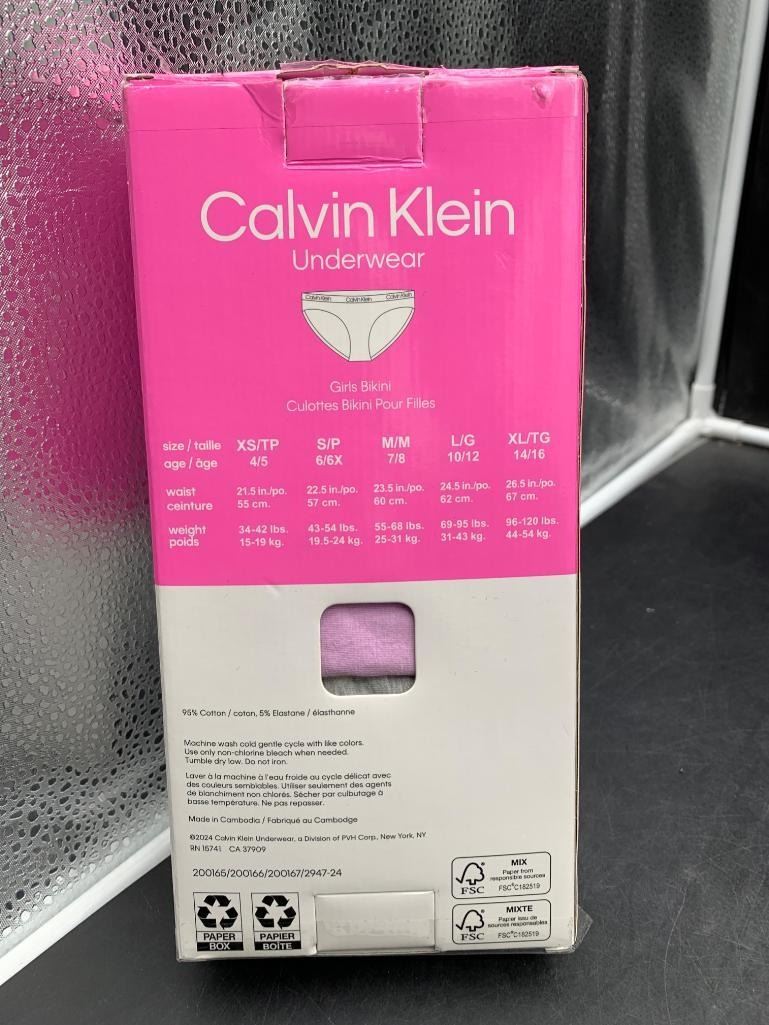 Calvin Klein
Underwear
Calvin Klein Calvin Klein Calvin Klein
Girls Bikini
Culottes Bikini Pour Filles
size / taille XS/TP S/P M/M L/G XL/TG
age / âge 4/5 6/6X 7/8 10/12 14/16
waist 21.5 in./po. 22.5 in./po. 23.5 in./po. 24.5 in./po. 26.5 in./po.
ceinture 55 cm. 57 cm. 60 cm. 62 cm. 67 cm.
weight 34-42 lbs. 43-54 lbs. 55-68 lbs. 69-95 lbs. 96-120 lbs.
poids 15-19 kg. 19.5-24 kg. 25-31 kg. 31-43 kg. 44-54 kg.
95% Cotton / coton, 5% Elastane / élasthanne
Machine wash cold gentle cycle with like colors.
Use only non-chlorine bleach when needed.
Tumble dry low. Do not iron.
Laver à la machine à l'eau froide au cycle délicat avec
des couleurs semblables. Utiliser seulement des agents
de blanchiment non chlorés. Sécher par culbutage à
basse température. Ne pas repasser.
Made in Cambodia / Fabriqué au Cambodge
©2024 Calvin Klein Underwear, a Division of PVH Corp., New York, NY
RN 15741 CA 37909
200165/200166/200167/2947-24
PAPER
BOX
PAPIER
BOÎTE
FSC
MIX
Paper from
responsible sources
FSC® C182519
FSC
MIXTE
Papier issu de
sources responsables
FSC® C182519